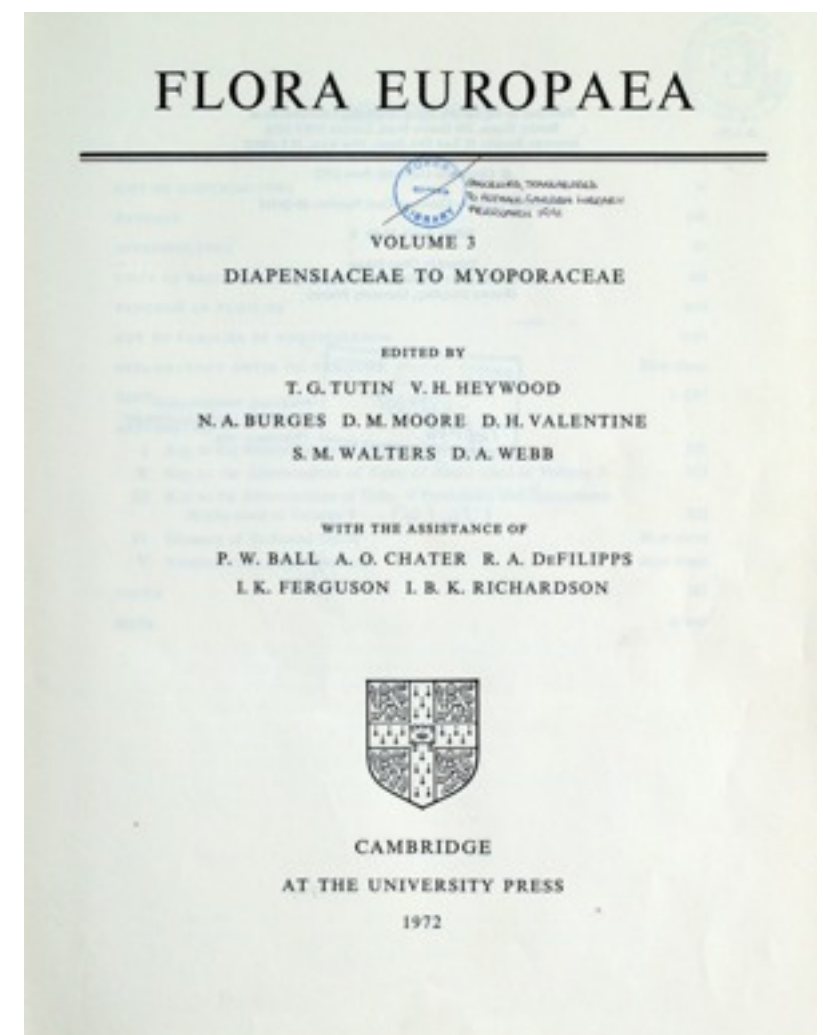 FLORA EUROPAEA
LIBRARY
VOLUME 3
DIAPENSIACEAE TO MYOPORACEAE
EDITED BY
T. G. TUTIN V. H. HEYWOOD
N. A. BURGES D. M. MOORE D. H. VALENTINE
S. M. WALTERS D. A. WEBB
WITH THE ASSISTANCE OF
P. W. BALL A. O. CHATER R. A. DEFILIPPS
I. K. FERGUSON I. B. K. RICHARDSON
CAMBRIDGE
AT THE UNIVERSITY PRESS
1972